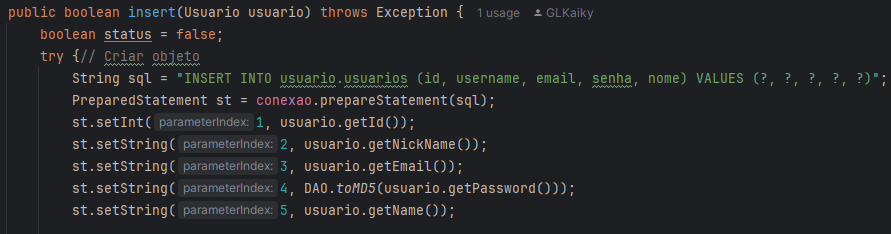 public boolean insert(Usuario usuario) throws Exception { 1 usage GLKaiky
boolean status = false;
try {// Criar objeto
String sql = "INSERT INTO usuario.usuarios (id, username, email, senha, nome) VALUES (?, ?, ?, ?, ?)";
PreparedStatement st = conexao.prepareStatement(sql);
st.setInt( parameterIndex: 1, usuario.getId());
st.setString( parameterIndex: 2, usuario.getNickName());
st.setString( parameterIndex: 3, usuario.getEmail());
st.setString( parameterIndex: 4, DAO.toMD5(usuario.getPassword()));
st.setString( parameterIndex: 5, usuario.getName());